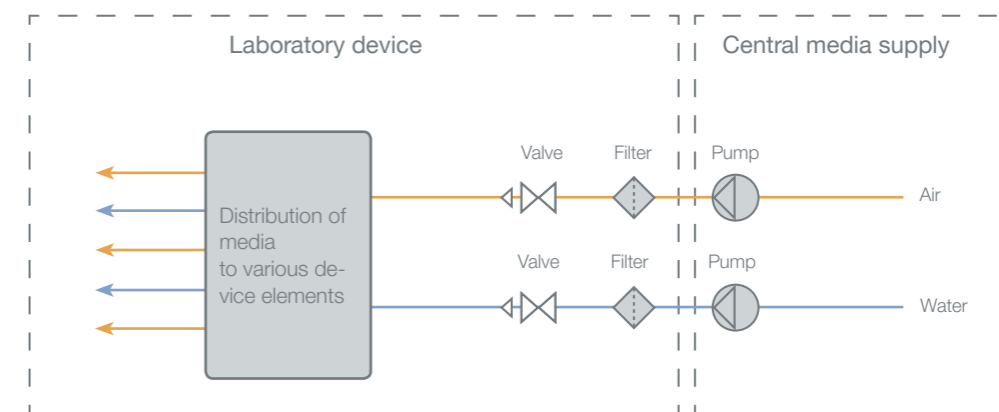 Laboratory device
Central media supply
Valve
Filter
Pump
Air
Distribution of
media
to various de-
vice elements
Valve
Filter
Pump
Water